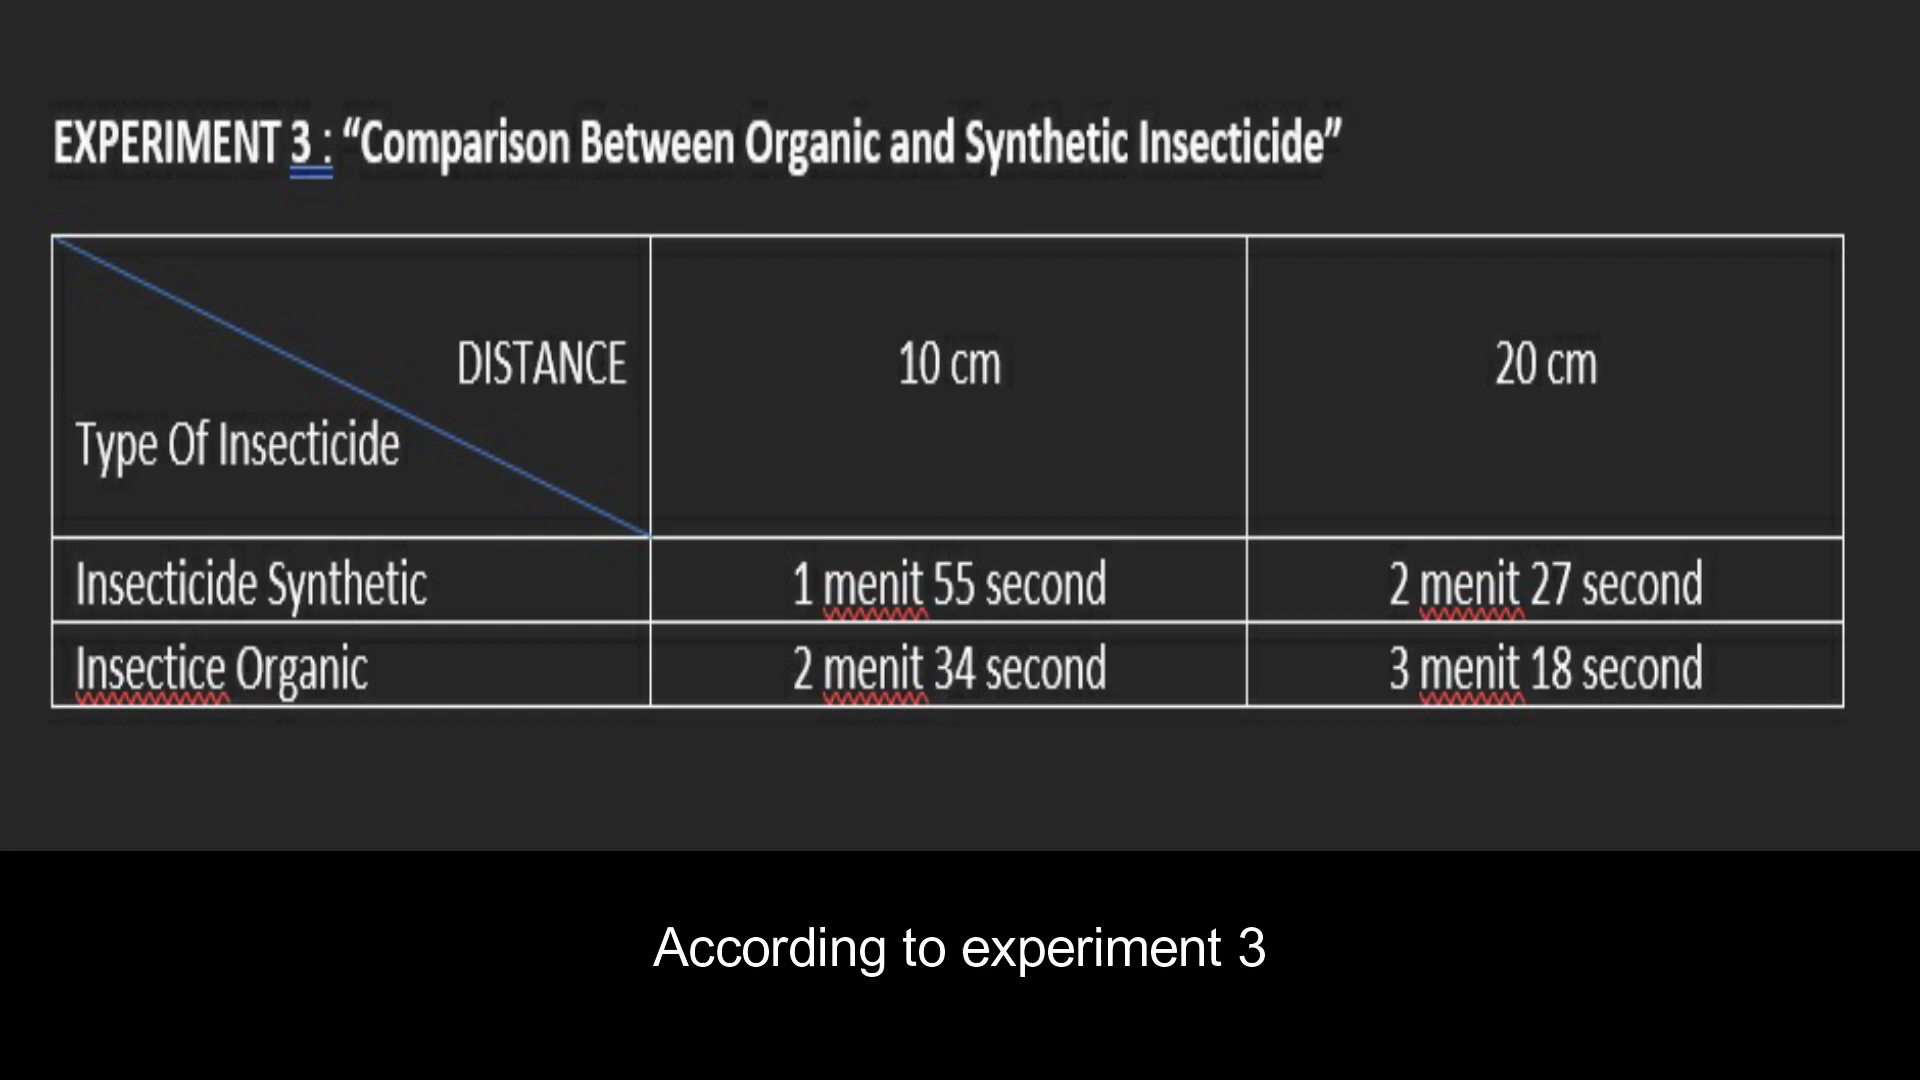 EXPERIMENT 3 : “Comparison Between Organic and Synthetic Insecticide”
DISTANCE
Type Of Insecticide
10 cm
20 cm
Insecticide Synthetic
1 menit 55 second
2 menit 27 second
Insectice Organic
2 menit 34 second
3 menit 18 second
According to experiment 3